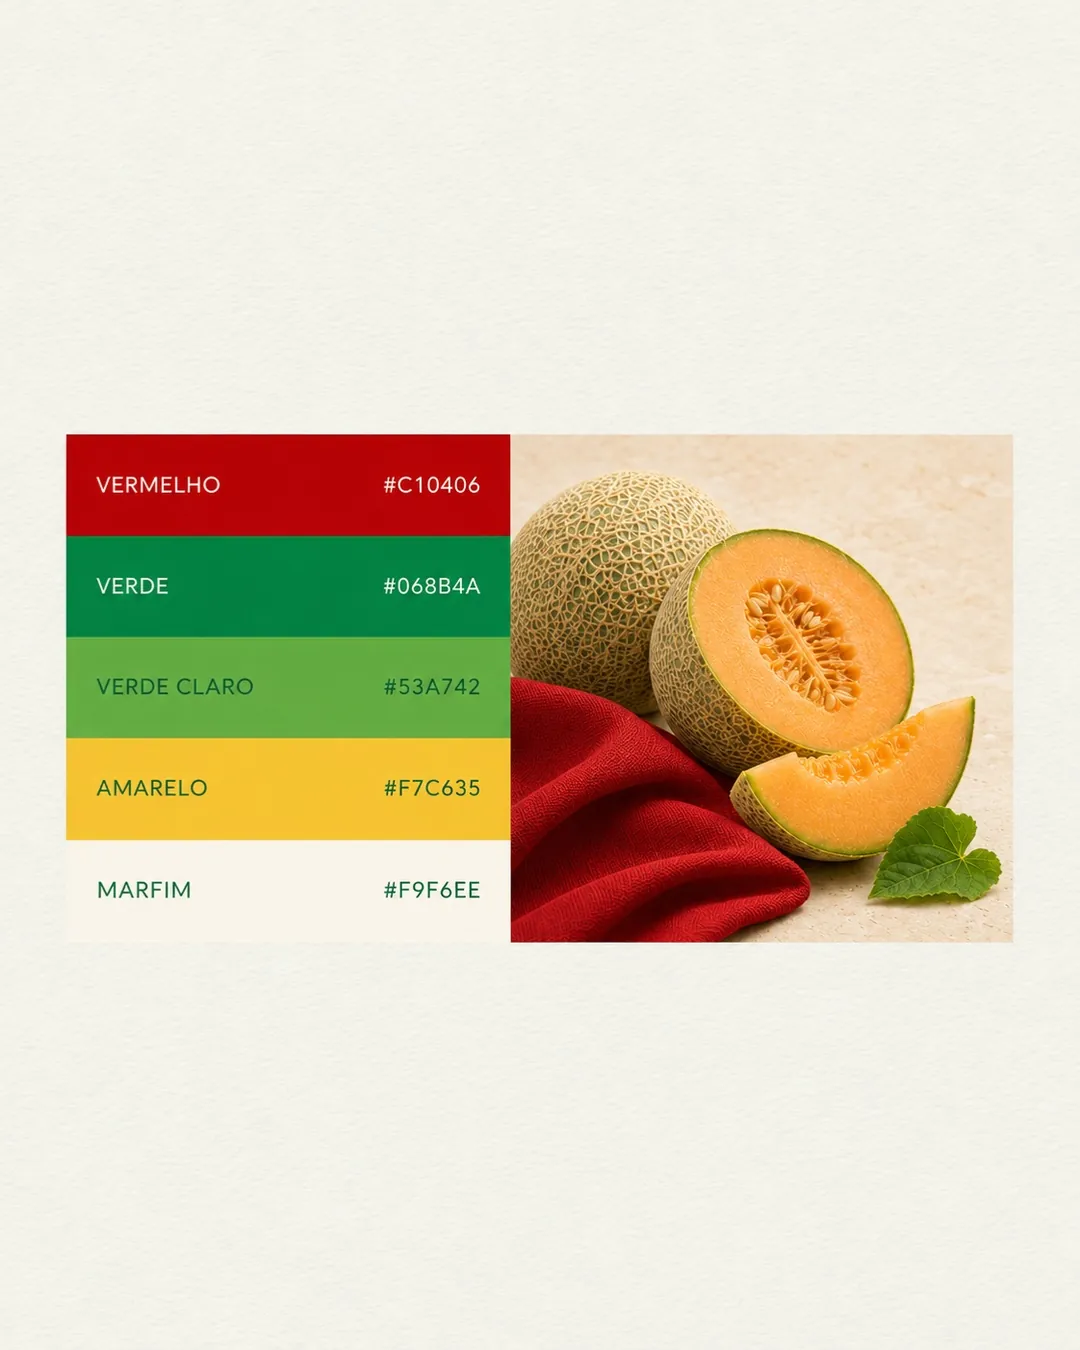 VERMELHO #C10406
VERDE #068B4A
VERDE CLARO #53A742
AMARELO #F7C635
MARFIM #F9F6EE